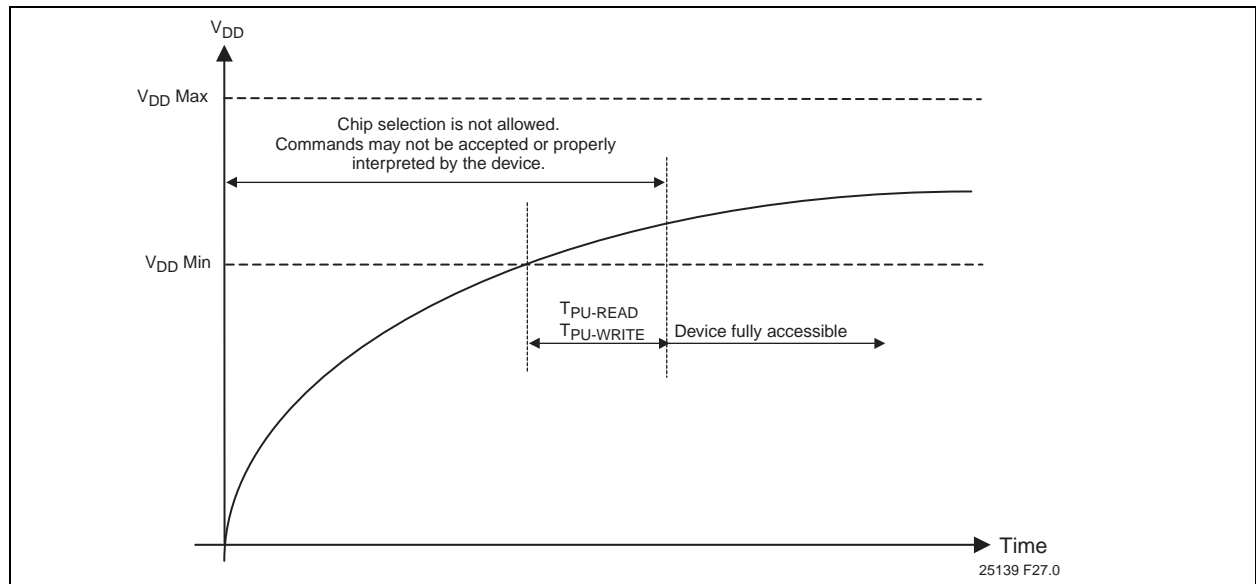 VDD
VDD Max
Chip selection is not allowed.
Commands may not be accepted or properly
interpreted by the device.
VDD Min
TPU-READ
TPU-WRITE
Device fully accessible
Time
25139 F27.0